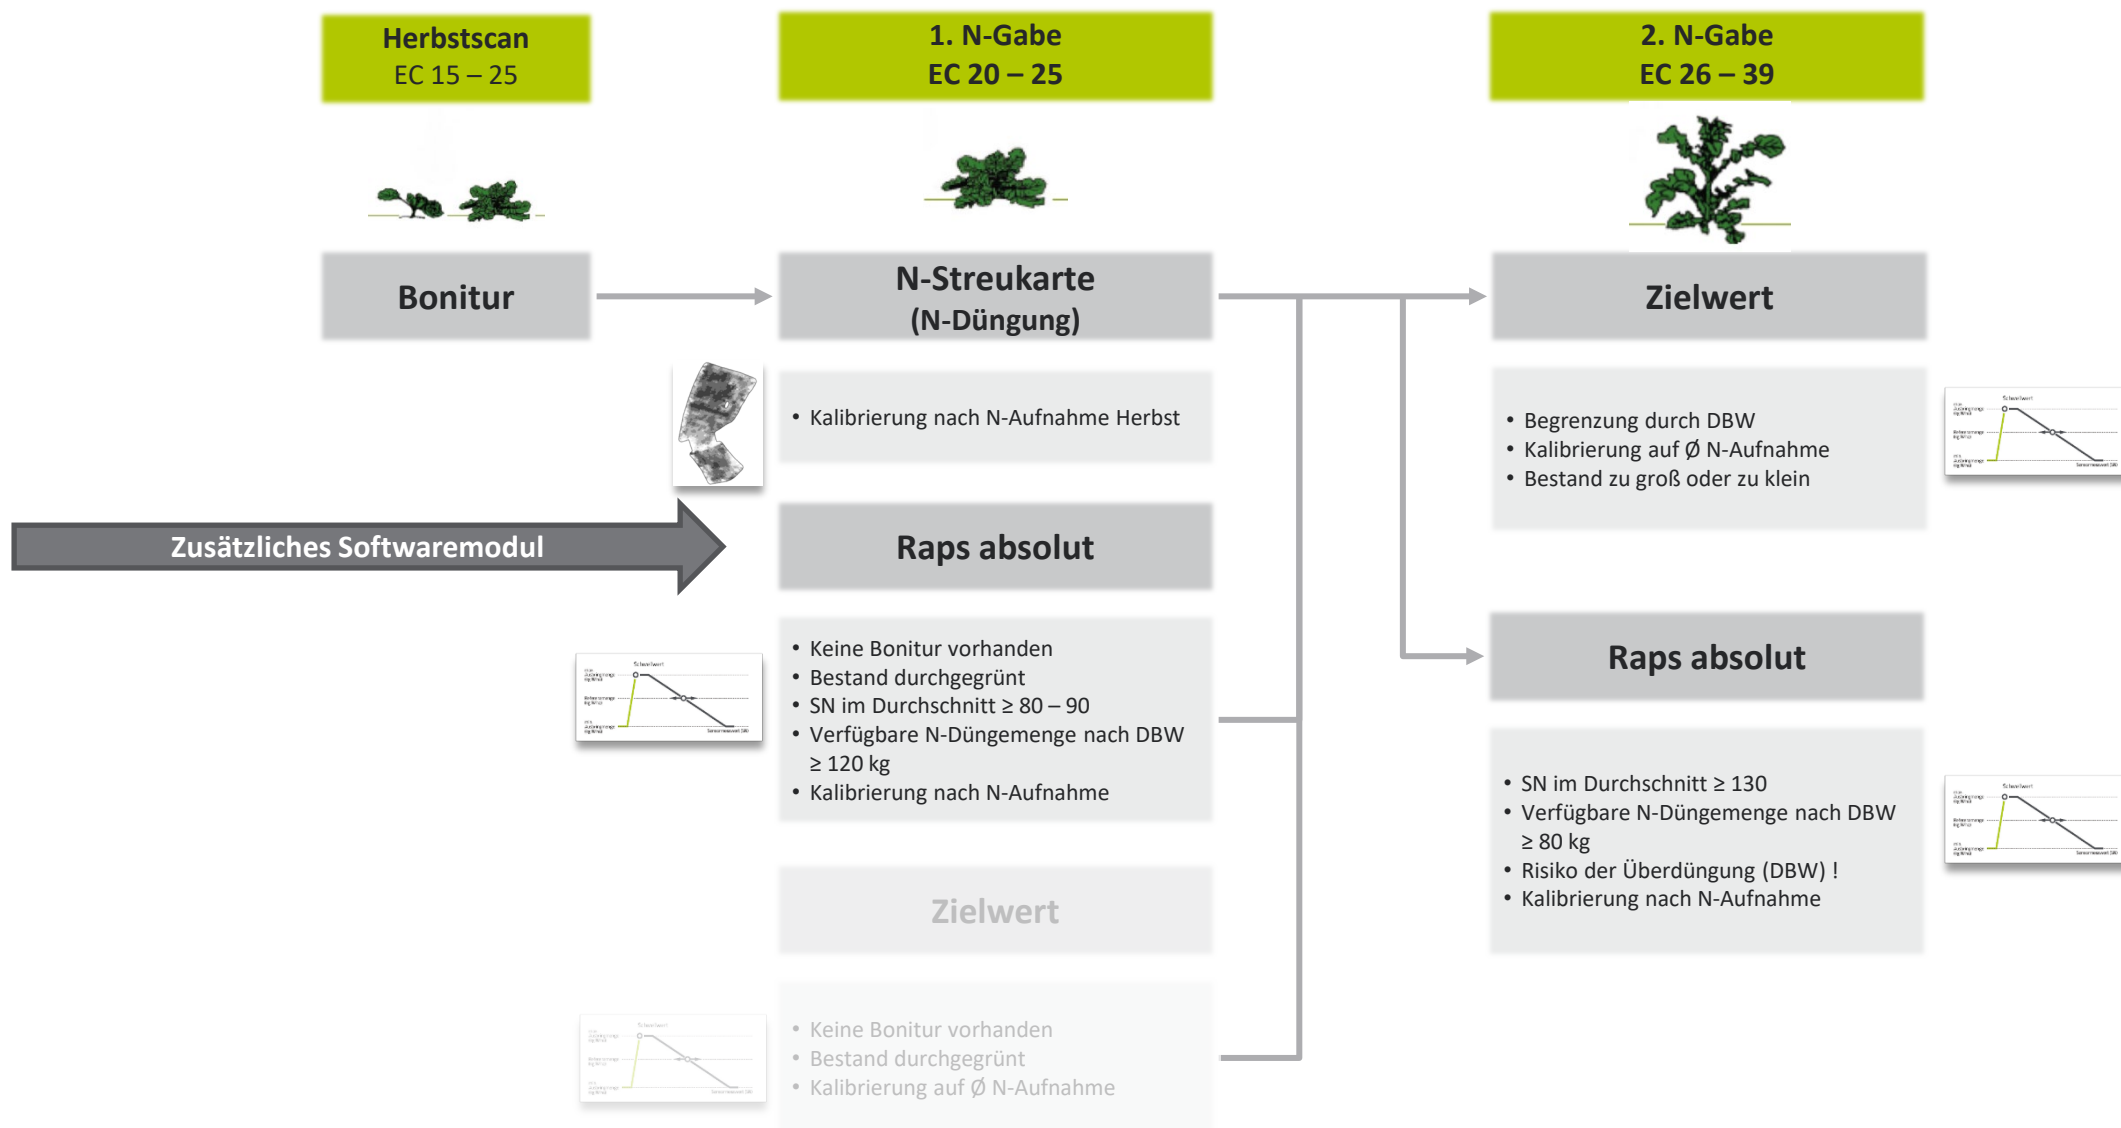 Herbstscan
EC 15 – 25
1. N-Gabe
EC 20 – 25
2. N-Gabe
EC 26 – 39
Bonitur
N-Streukarte
(N-Düngung)
Zielwert
• Kalibrierung nach N-Aufnahme Herbst
• Begrenzung durch DBW
• Kalibrierung auf Ø N-Aufnahme
• Bestand zu groß oder zu klein
Schwellwert
Zusätzliches Softwaremodul
Raps absolut
• Keine Bonitur vorhanden
• Bestand durchgegrünt
• SN im Durchschnitt ≥ 80 – 90
• Verfügbare N-Düngemenge nach DBW
≥ 120 kg
• Kalibrierung nach N-Aufnahme
Schwellwert
Raps absolut
• SN im Durchschnitt ≥ 130
• Verfügbare N-Düngemenge nach DBW
≥ 80 kg
• Risiko der Überdüngung (DBW) !
• Kalibrierung nach N-Aufnahme
Schwellwert
Zielwert
• Keine Bonitur vorhanden
• Bestand durchgegrünt
• Kalibrierung auf Ø N-Aufnahme
Schwellwert